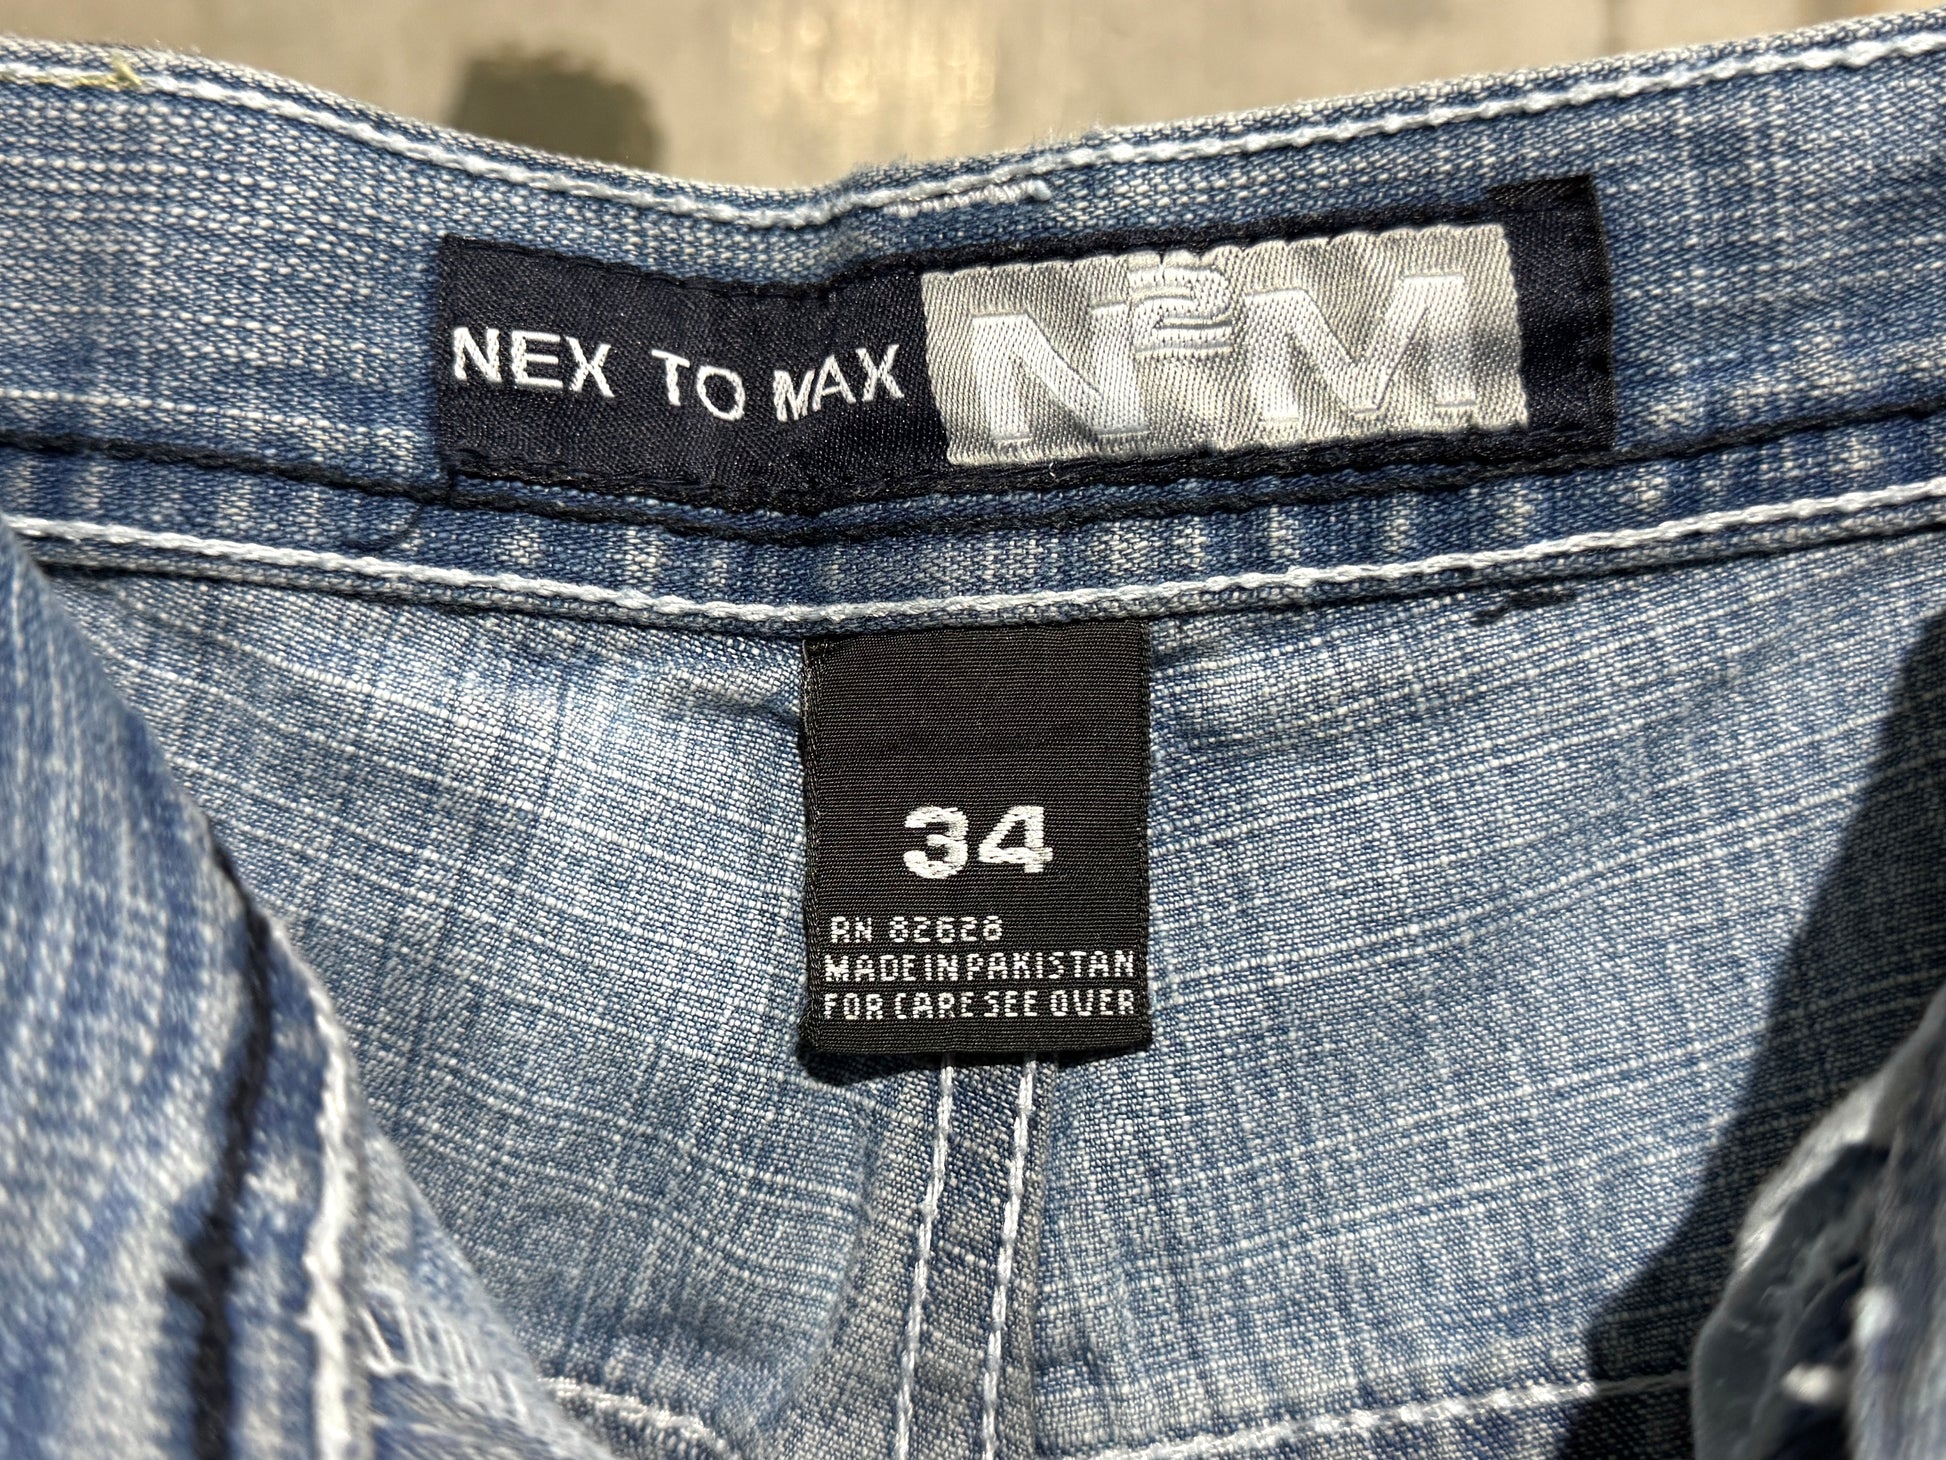 NEX TO MAX N²M
34
RN 82628
MADE IN PAKISTAN
FOR CARE SEE OVER